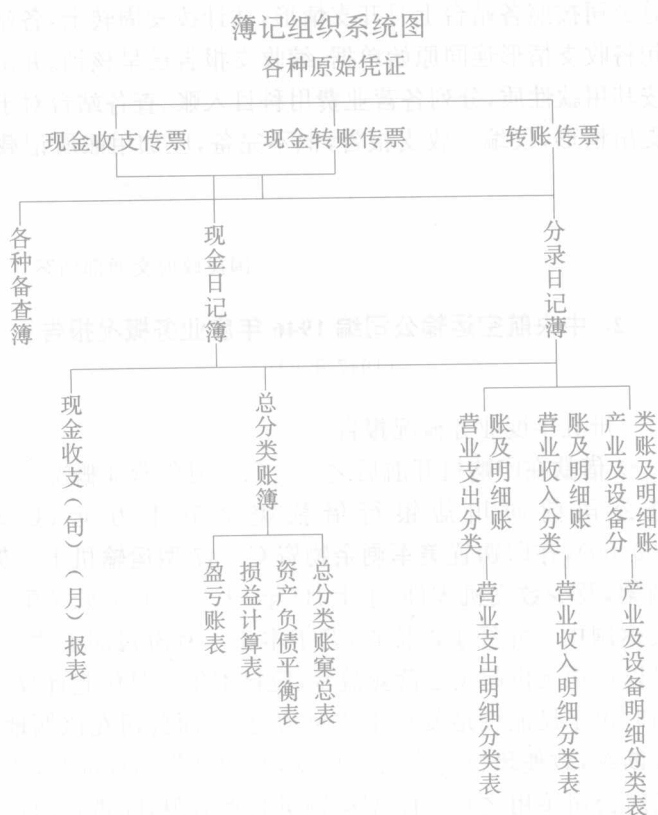 簿记组织系统图
各种原始凭证
现金收支传票
现金转账传票
转账传票
各种备查簿
现金日记簿
分录日记薄
现金收支(旬)(月)报表
总分类账簿
营业支出分类
账及明细账
营业收入分类
账及明细账
产业及设备分
类账及明细账
盈亏账表
损益计算表
资产负债平衡表
总分类账窠总表
营业支出明细分类表
营业收入明细分类表
产业及设备明细分类表